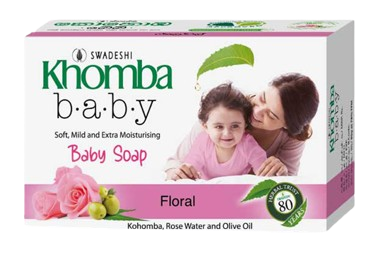 SWADESHI
Khomba
b·a·b·y
Soft, Mild and Extra Moisturising
Baby Soap
Floral
HERBAL TRUST
80
YEARS
Kohomba, Rose Water and Olive Oil